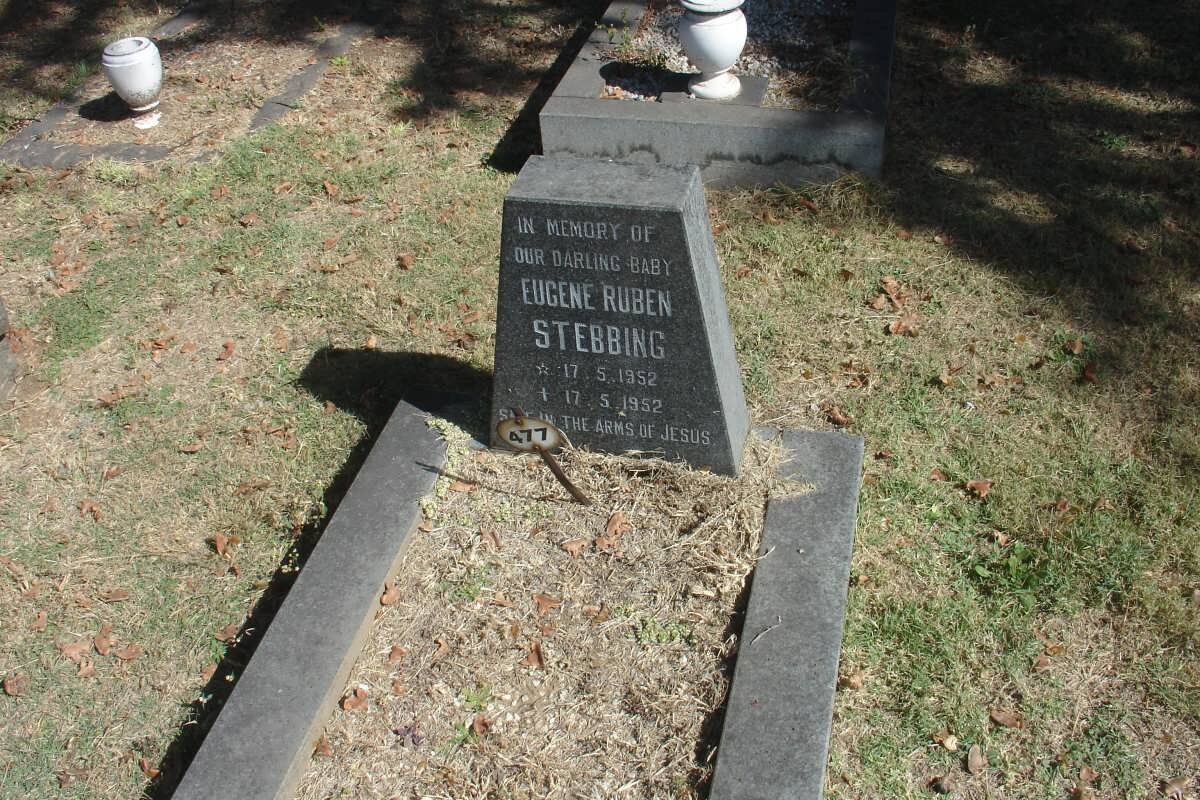 IN MEMORY OF
OUR DARLING BABY
EUGENE RUBEN
STEBBING
☆ 17. 5. 1952
✝ 17. 5. 1952
IN THE ARMS OF JESUS
477